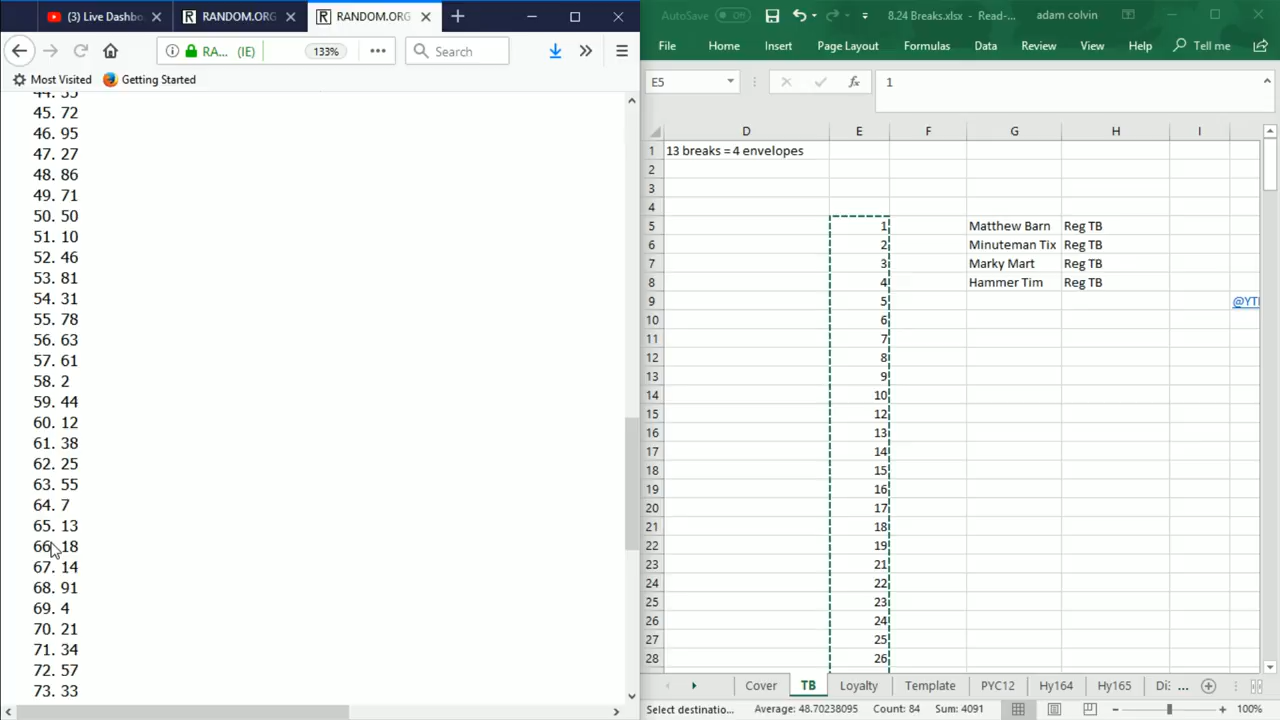 (3) Live Dashbo
RANDOM.ORG
RANDOM.ORG
RA... (IE)
133%
Search
Most Visited
Getting Started
44. 35
45. 72
46. 95
47. 27
48. 86
49. 71
50. 50
51. 10
52. 46
53. 81
54. 31
55. 78
56. 63
57. 61
58. 2
59. 44
60. 12
61. 38
62. 25
63. 55
64. 7
65. 13
66. 18
67. 14
68. 91
69. 4
70. 21
71. 34
72. 57
73. 33
AutoSave Off
8.24 Breaks.xlsx - Read-...
adam colvin
File Home Insert Page Layout Formulas Data Review View Help Tell me
E5
fx
1
D E F G H I
1 13 breaks = 4 envelopes
2
3
4
5 1 Matthew Barn Reg TB
6 2 Minuteman Tix Reg TB
7 3 Marky Mart Reg TB
8 4 Hammer Tim Reg TB
9 5 @YTI
10 6
11 7
12 8
13 9
14 10
15 12
16 13
17 14
18 15
19 16
20 17
21 18
22 19
23 21
24 22
25 23
26 24
27 25
28 26
Cover TB Loyalty Template PYC12 Hy164 Hy165 Di: ...
Select destinatio... Average: 48.70238095 Count: 84 Sum: 4091 100%